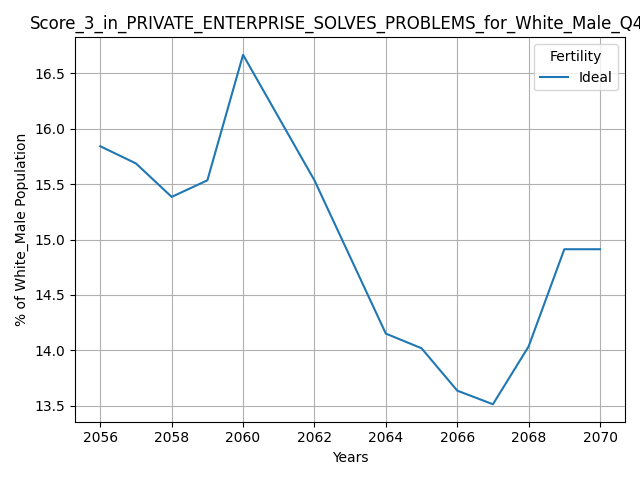 Score_3_in_PRIVATE_ENTERPRISE_SOLVES_PROBLEMS_for_White_Male_Q4
Fertility
Ideal
16.5
16.0
15.5
15.0
14.5
14.0
13.5
% of White_Male Population
2056 2058 2060 2062 2064 2066 2068 2070
Years